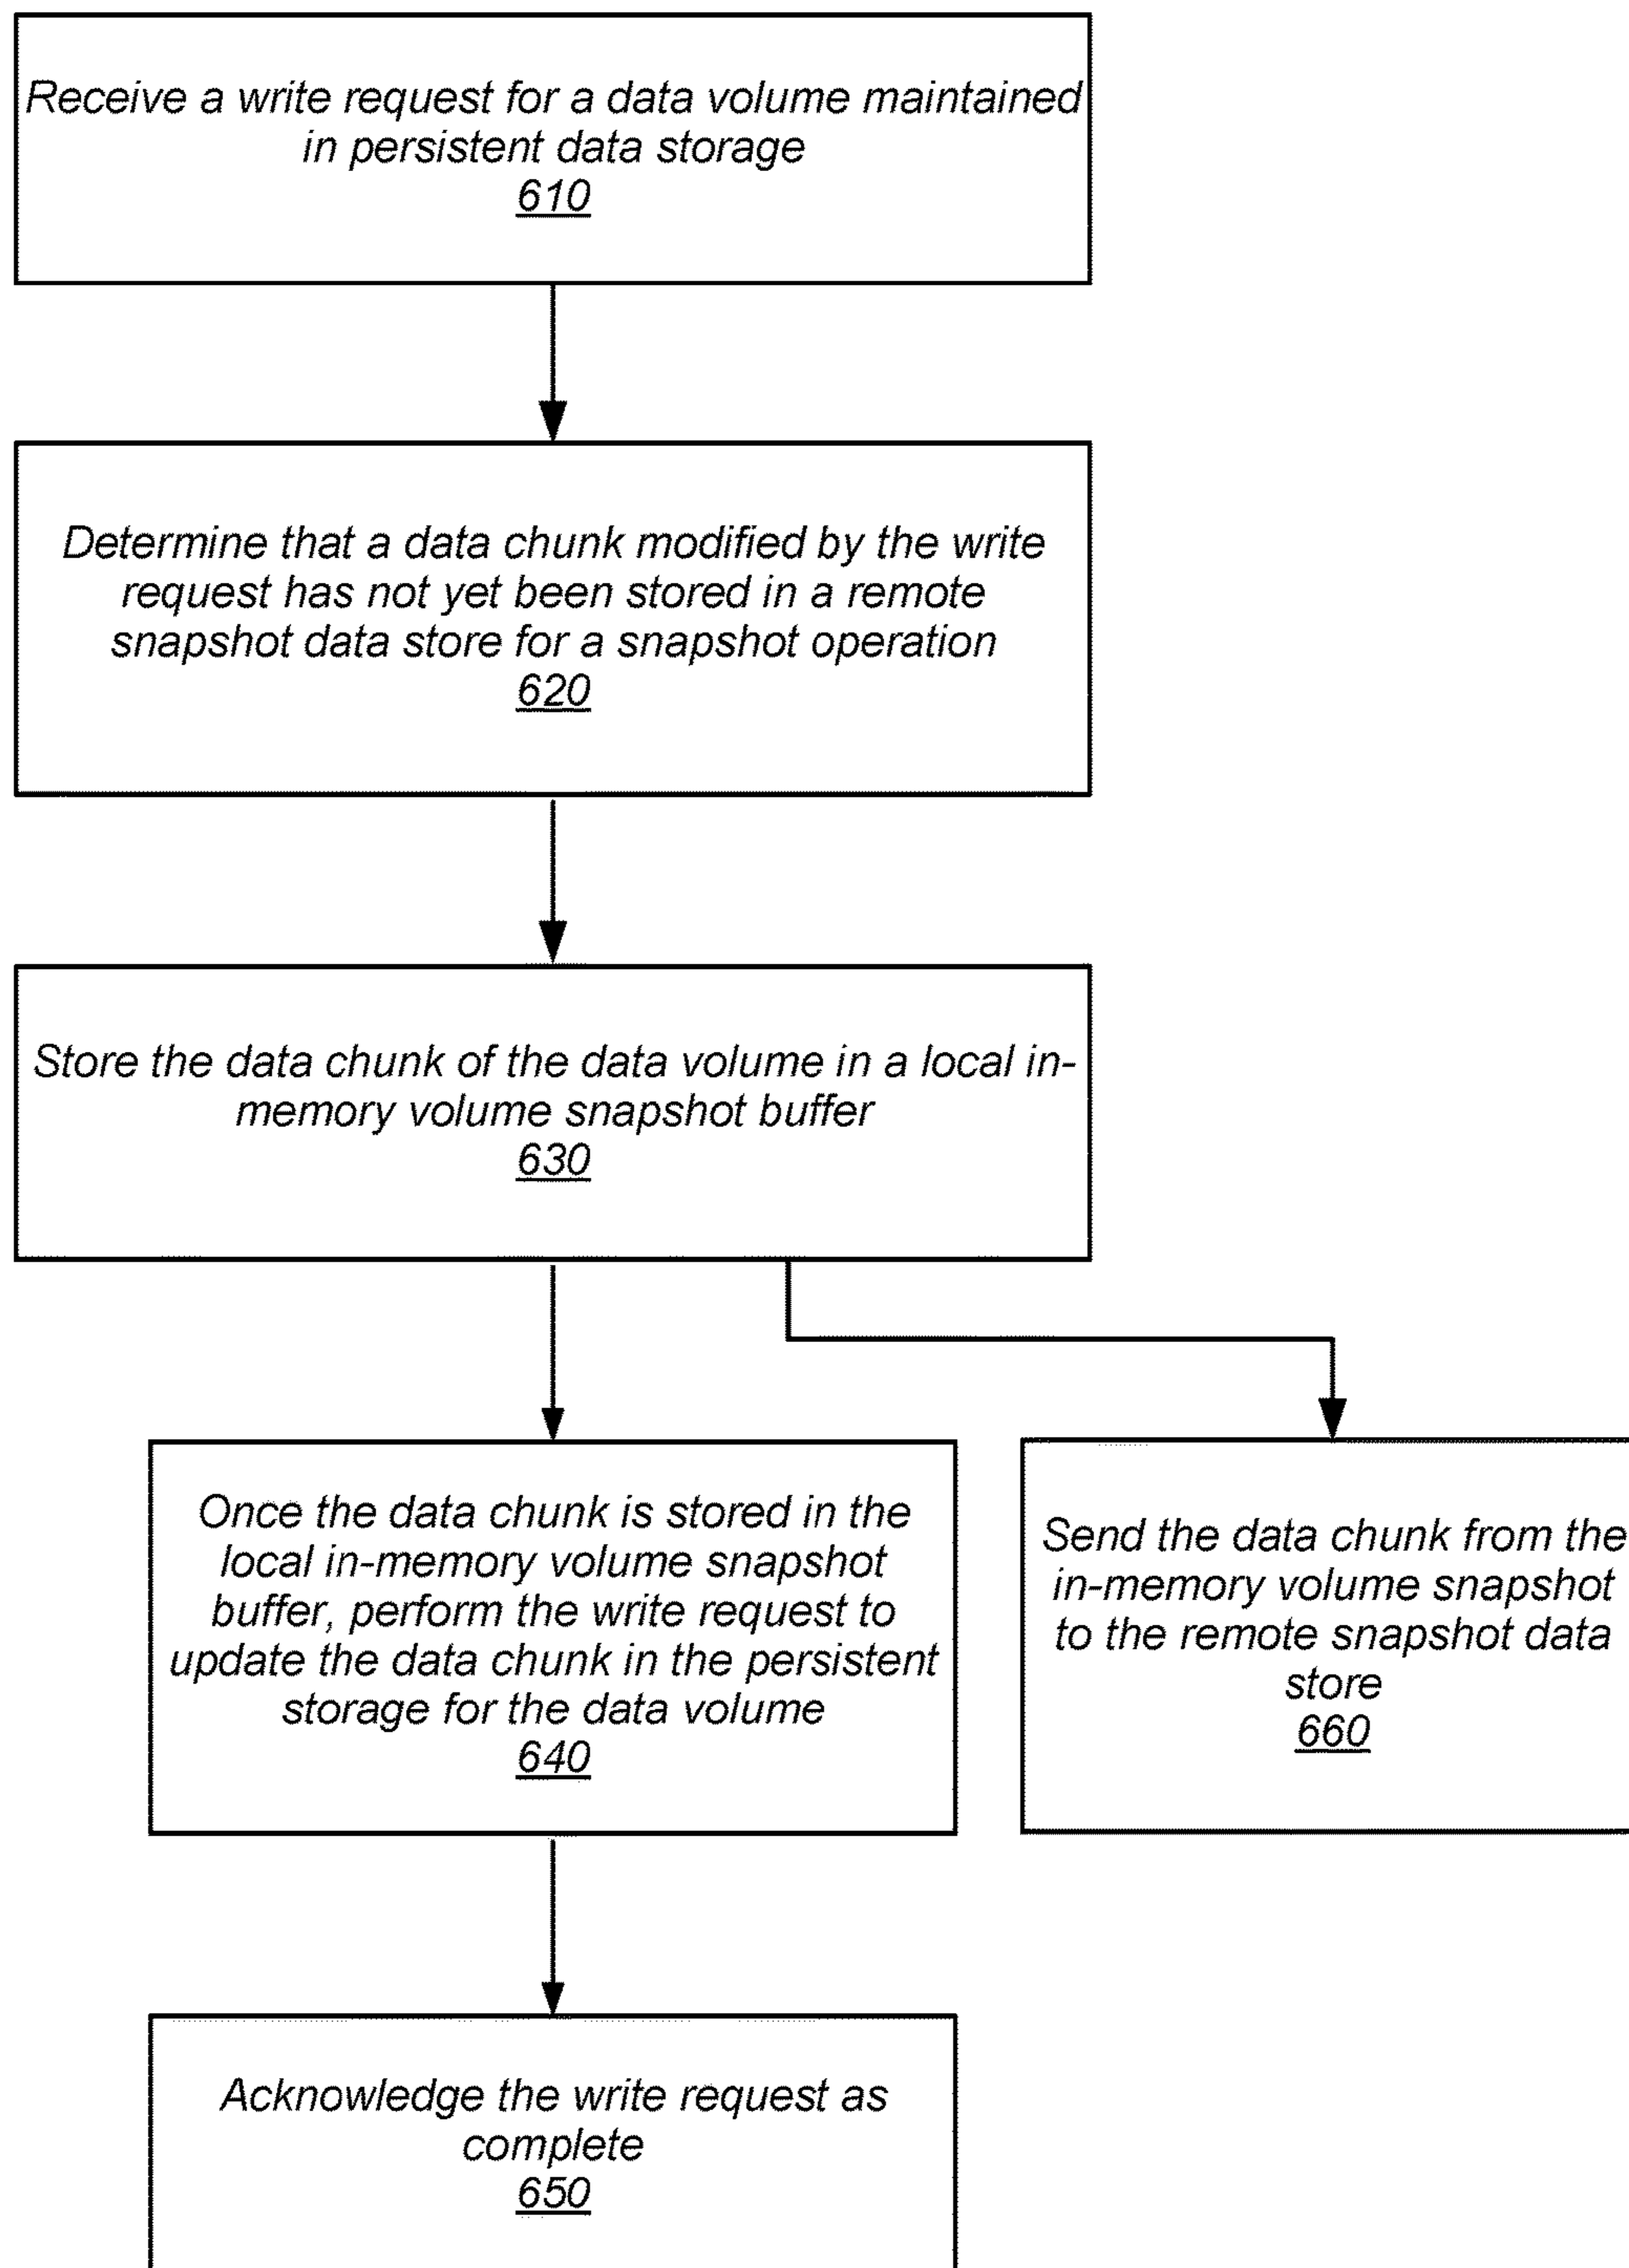 Receive a write request for a data volume maintained
in persistent data storage
610
Determine that a data chunk modified by the write
request has not yet been stored in a remote
snapshot data store for a snapshot operation
620
Store the data chunk of the data volume in a local in-
memory volume snapshot buffer
630
Once the data chunk is stored in the
local in-memory volume snapshot
buffer, perform the write request to
update the data chunk in the persistent
storage for the data volume
640
Send the data chunk from the
in-memory volume snapshot
to the remote snapshot data
store
660
Acknowledge the write request as
complete
650